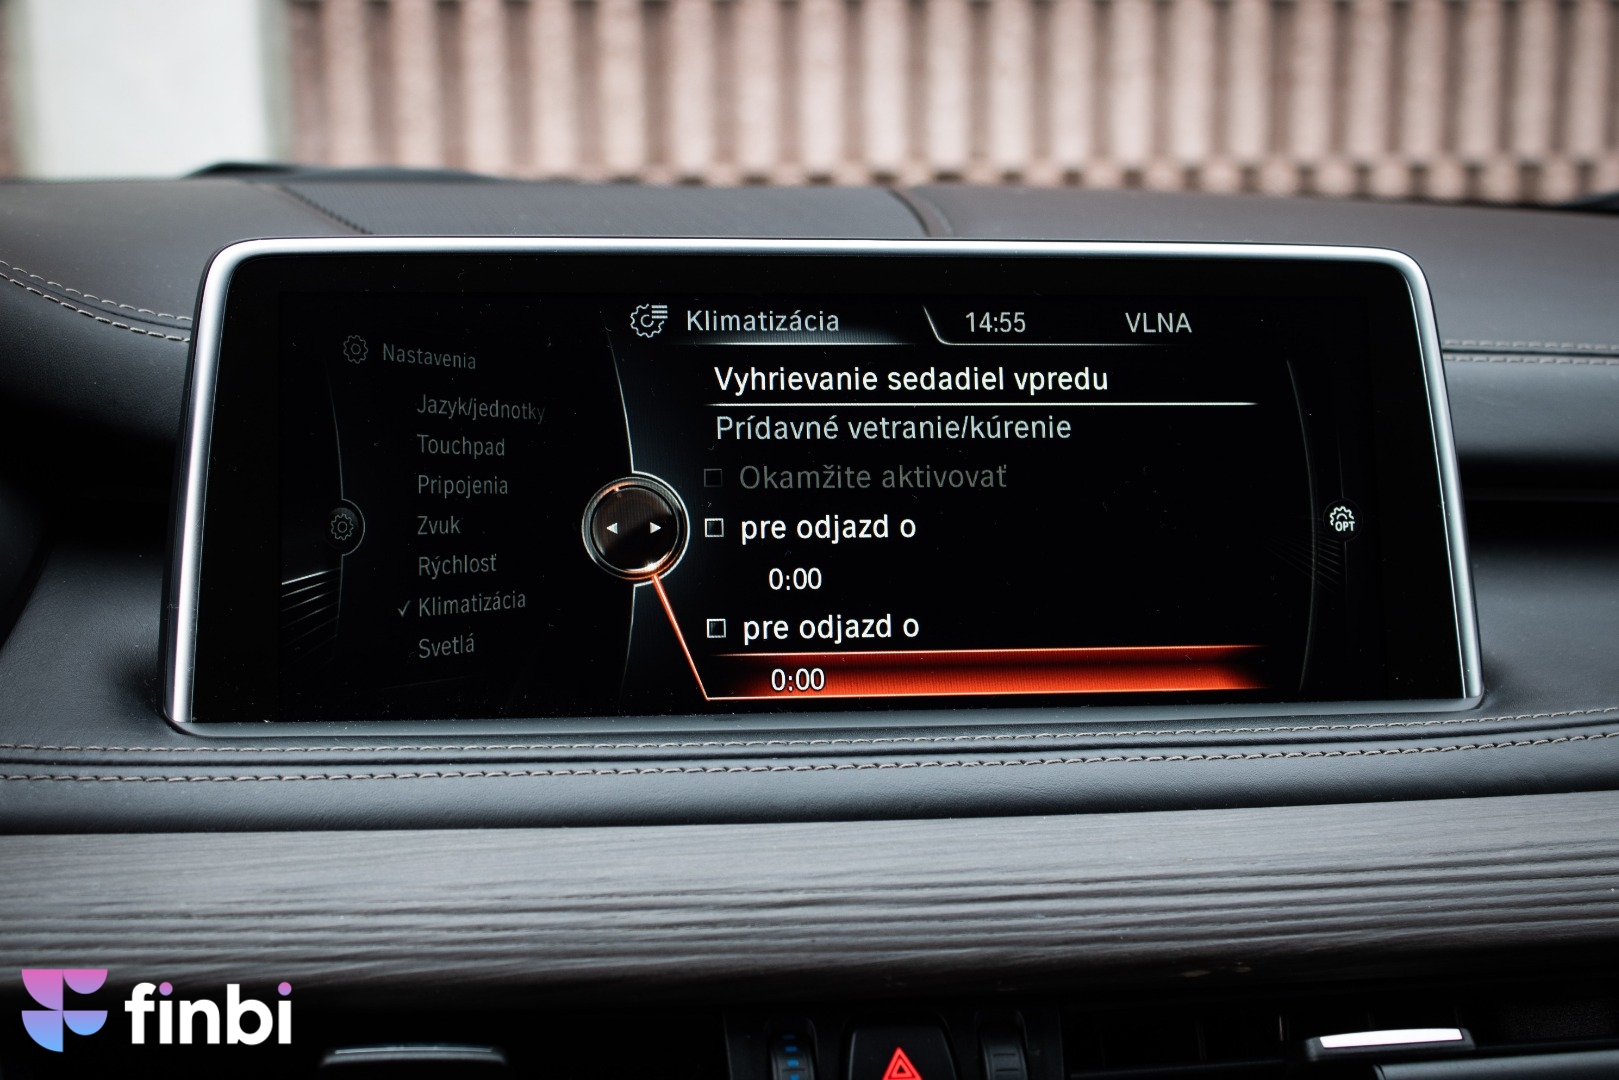 Klimatizácia 14:55 VLNA
Nastavenia
Jazyk/jednotky
Touchpad
Pripojenia
Zvuk
Rýchlosť
✓ Klimatizácia
Svetlá
Vyhrievanie sedadiel vpredu
Prídavné vetranie/kúrenie
Okamžite aktivovať
pre odjazd o
0:00
pre odjazd o
0:00
OPT
finbi